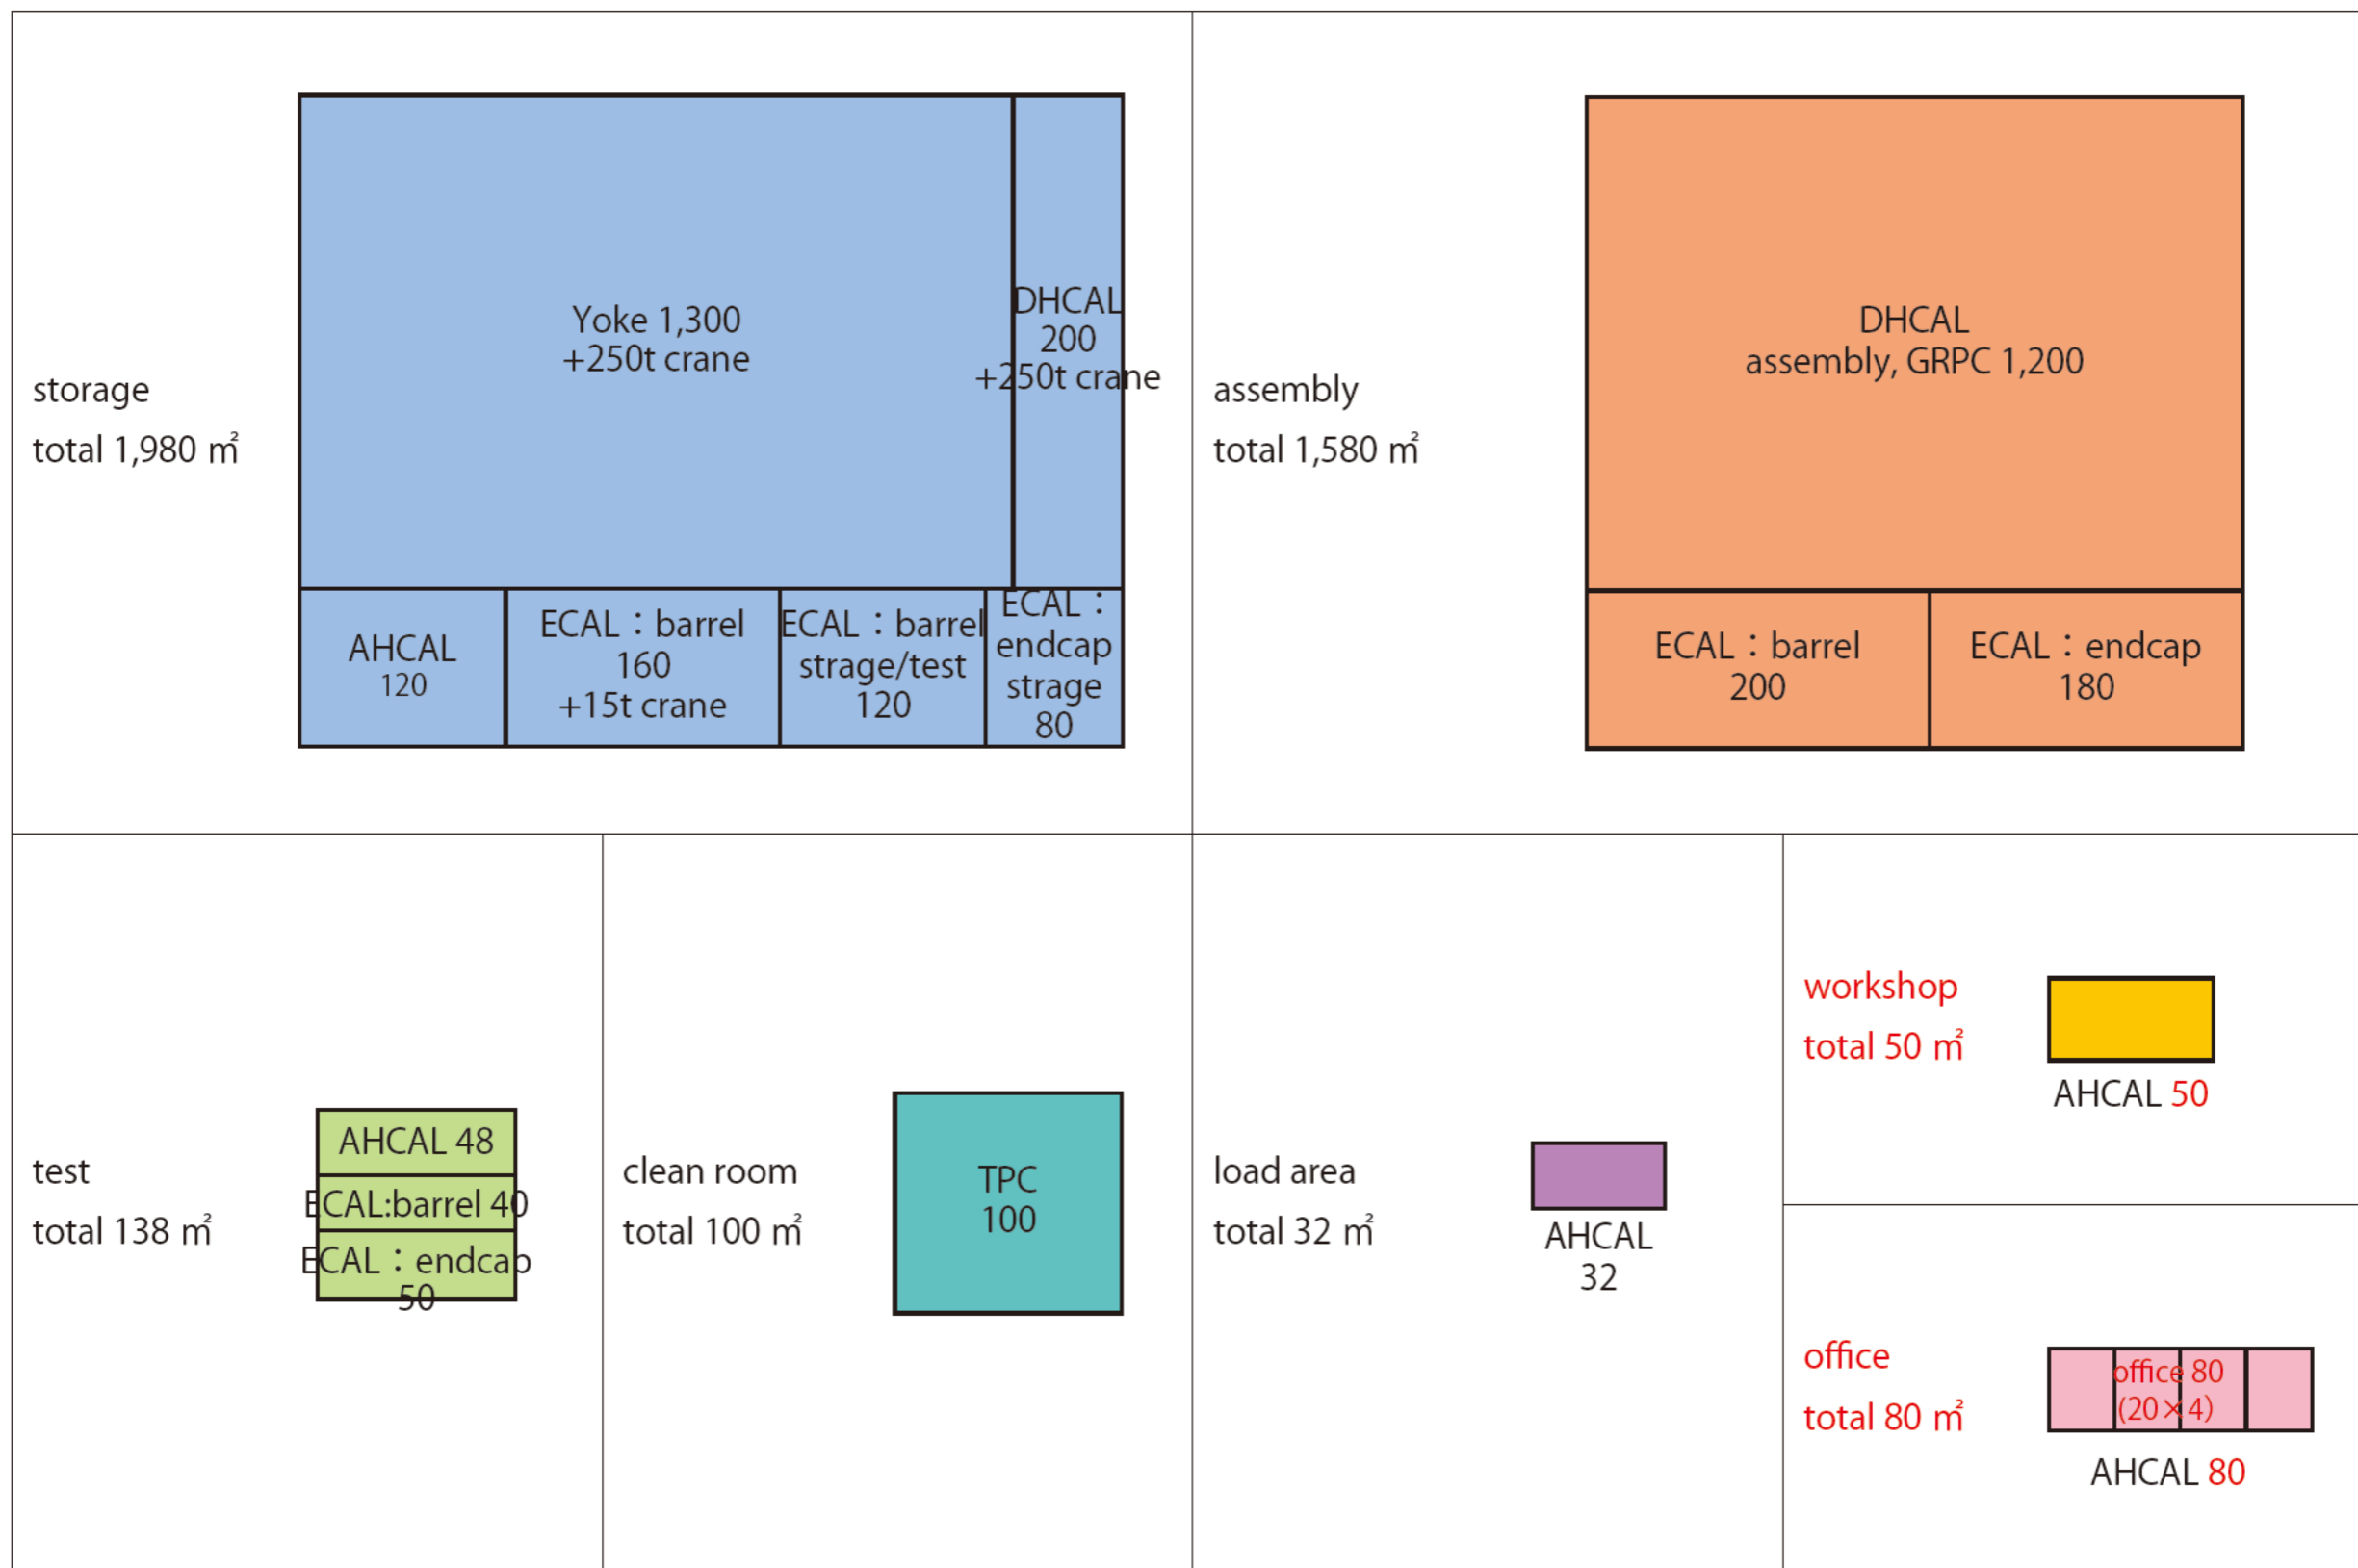 storage
total 1,980 ㎡
Yoke 1,300
+250t crane
DHCAL
200
+250t crane
AHCAL
120
ECAL：barrel
160
+15t crane
ECAL：barrel
strage/test
120
ECAL：
endcap
strage
80
assembly
total 1,580 ㎡
DHCAL
assembly, GRPC 1,200
ECAL：barrel
200
ECAL：endcap
180
test
total 138 ㎡
AHCAL 48
ECAL:barrel 40
ECAL：endcap
50
clean room
total 100 ㎡
TPC
100
load area
total 32 ㎡
AHCAL
32
workshop
total 50 ㎡
AHCAL 50
office
total 80 ㎡
office 80
(20×4)
AHCAL 80